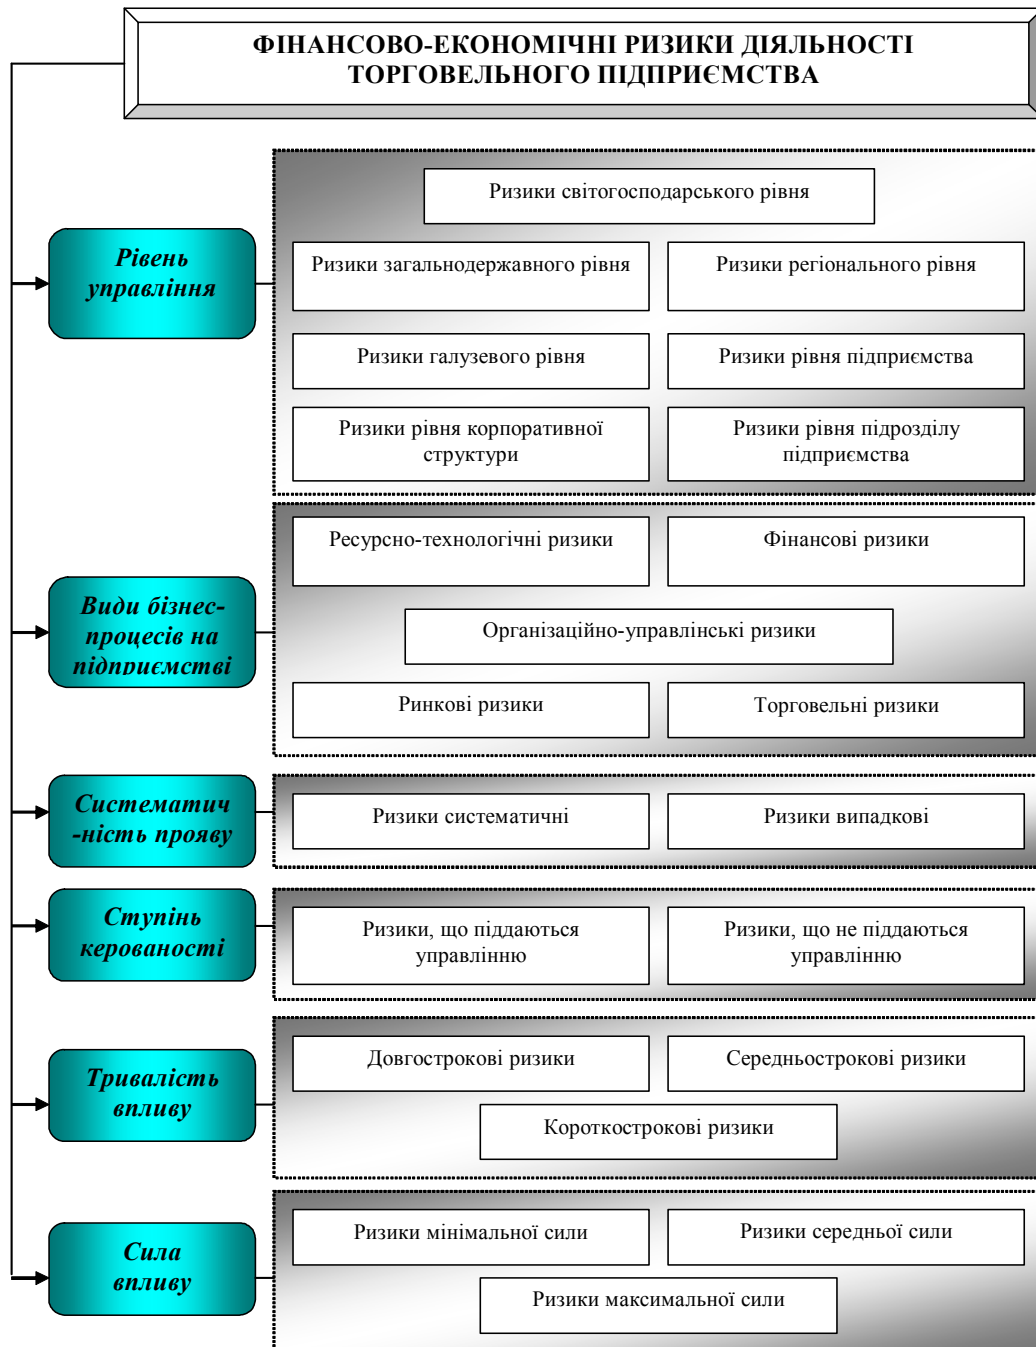 ФІНАНСОВО-ЕКОНОМІЧНІ РИЗИКИ ДІЯЛЬНОСТІ
ТОРГОВЕЛЬНОГО ПІДПРИЄМСТВА
Рівень
управління
Ризики світогосподарського рівня
Ризики загальнодержавного рівня
Ризики регіонального рівня
Ризики галузевого рівня
Ризики рівня підприємства
Ризики рівня корпоративної
структури
Ризики рівня підрозділу
підприємства
Види бізнес-
процесів на
підприємстві
Ресурсно-технологічні ризики
Фінансові ризики
Організаційно-управлінські ризики
Ринкові ризики
Торговельні ризики
Систематич
-ність прояву
Ризики систематичні
Ризики випадкові
Ступінь
керованості
Ризики, що піддаються
управлінню
Ризики, що не піддаються
управлінню
Тривалість
впливу
Довгострокові ризики
Середньострокові ризики
Короткострокові ризики
Сила
впливу
Ризики мінімальної сили
Ризики середньої сили
Ризики максимальної сили